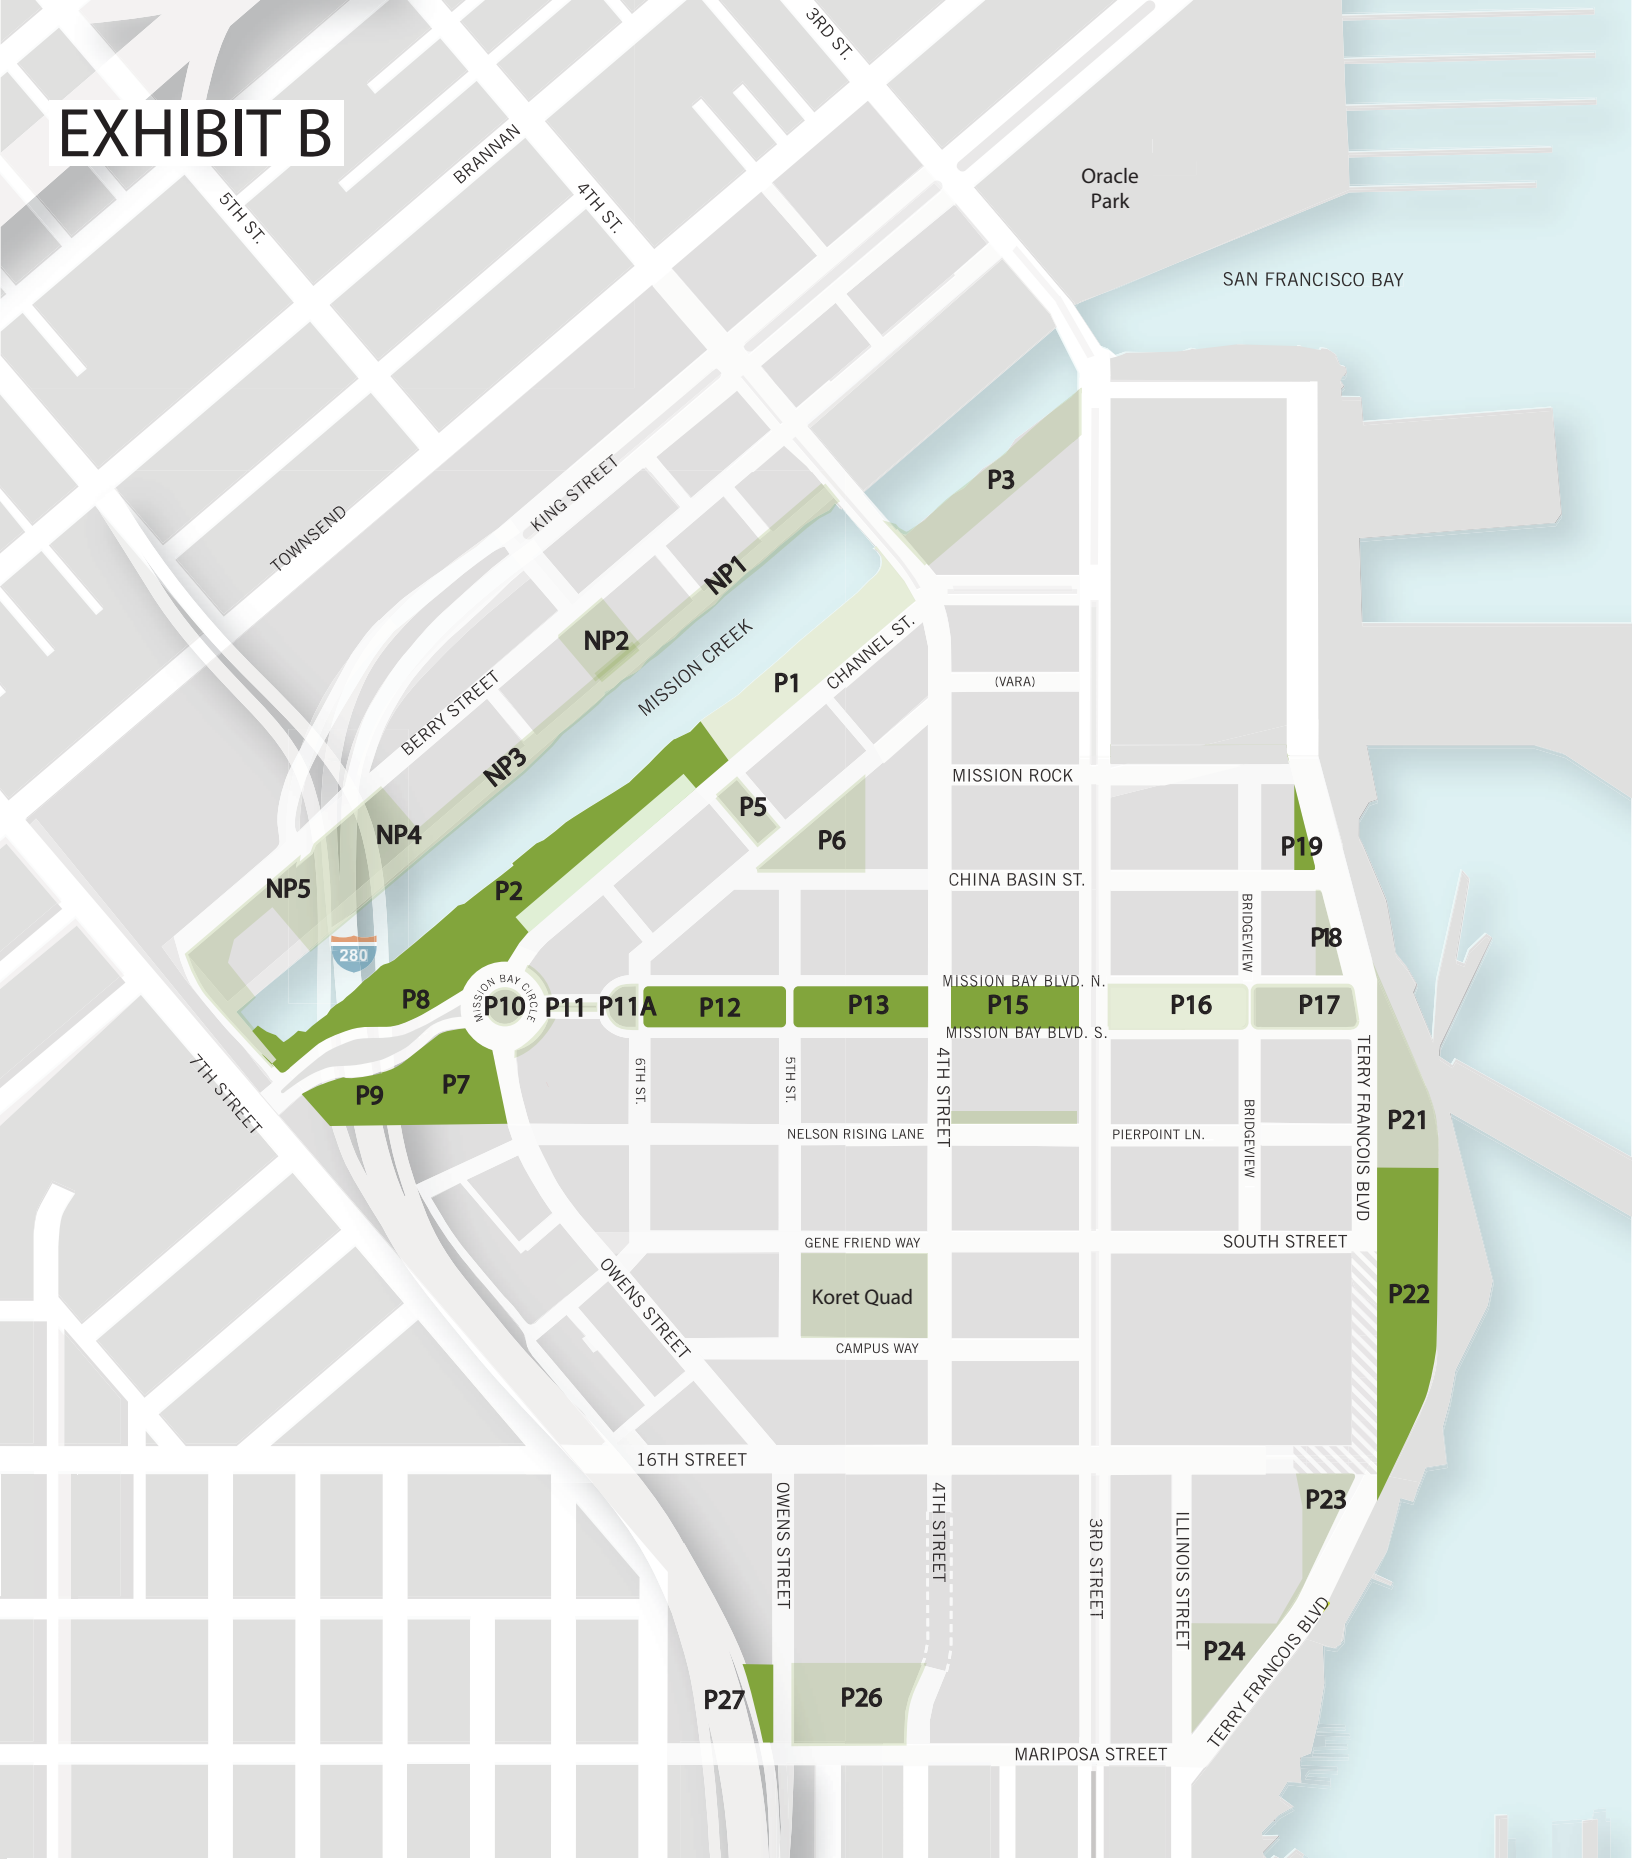 3RD ST.
EXHIBIT B
BRANNAN
Oracle
Park
4TH ST.
5TH ST.
SAN FRANCISCO BAY
KING STREET
P3
TOWNSEND
NP1
NP2
MISSION CREEK
CHANNEL ST.
P1
(VARA)
BERRY STREET
NP3
MISSION ROCK
P5
NP4
P6
P19
CHINA BASIN ST.
NP5
P2
BRIDGEVIEW
P18
280
MISSION BAY BLVD. N.
MISSION BAY CIRCLE
P8
P10
P11
P11A
P12
P13
P15
P16
P17
MISSION BAY BLVD. S.
7TH STREET
P9
P7
6TH ST.
5TH ST.
4TH STREET
TERRY FRANCOIS BLVD
P21
NELSON RISING LANE
PIERPOINT LN.
BRIDGEVIEW
GENE FRIEND WAY
SOUTH STREET
OWENS STREET
Koret Quad
P22
CAMPUS WAY
16TH STREET
OWENS STREET
4TH STREET
3RD STREET
ILLINOIS STREET
P23
P24
TERRY FRANCOIS BLVD
P27
P26
MARIPOSA STREET